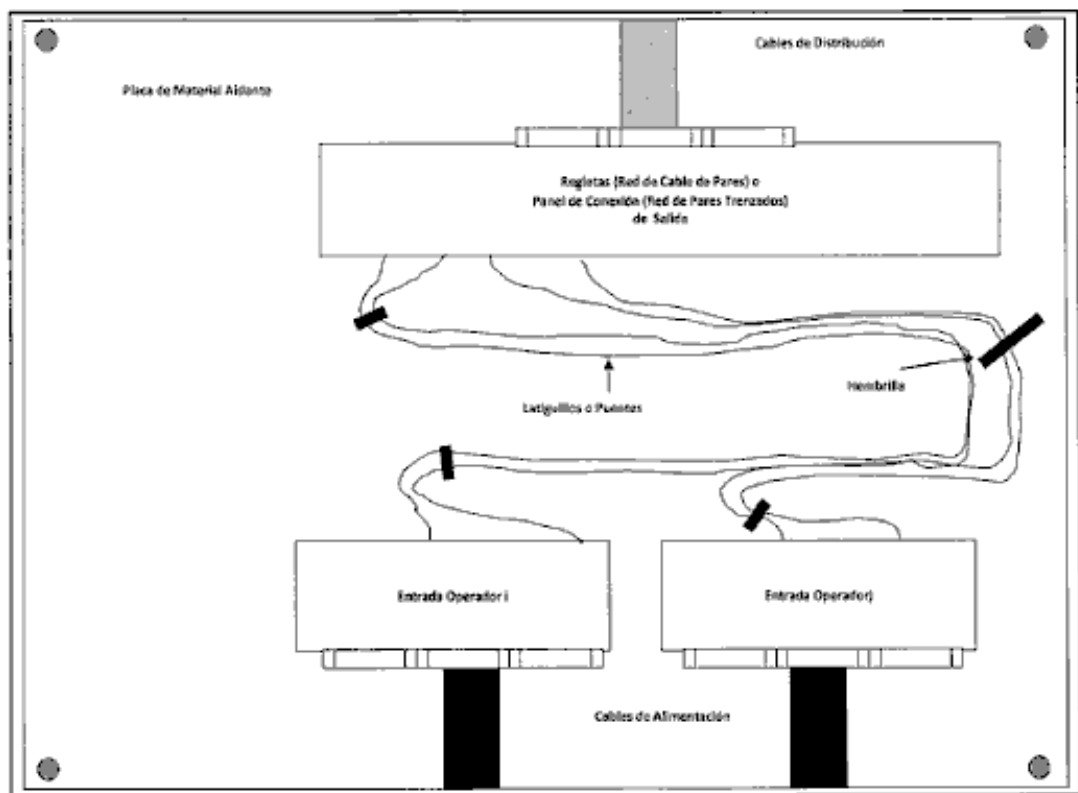 Cables de Distribución
Placa de Material Aislante
Regletas (Red de Cable de Pares) o
Panel de Conexión (Red de Pares Trenzados)
de Salida
Hembrilla
Latiguillos o Puentes
Entrada Operador i
Entrada Operador j
Cables de Alimentación